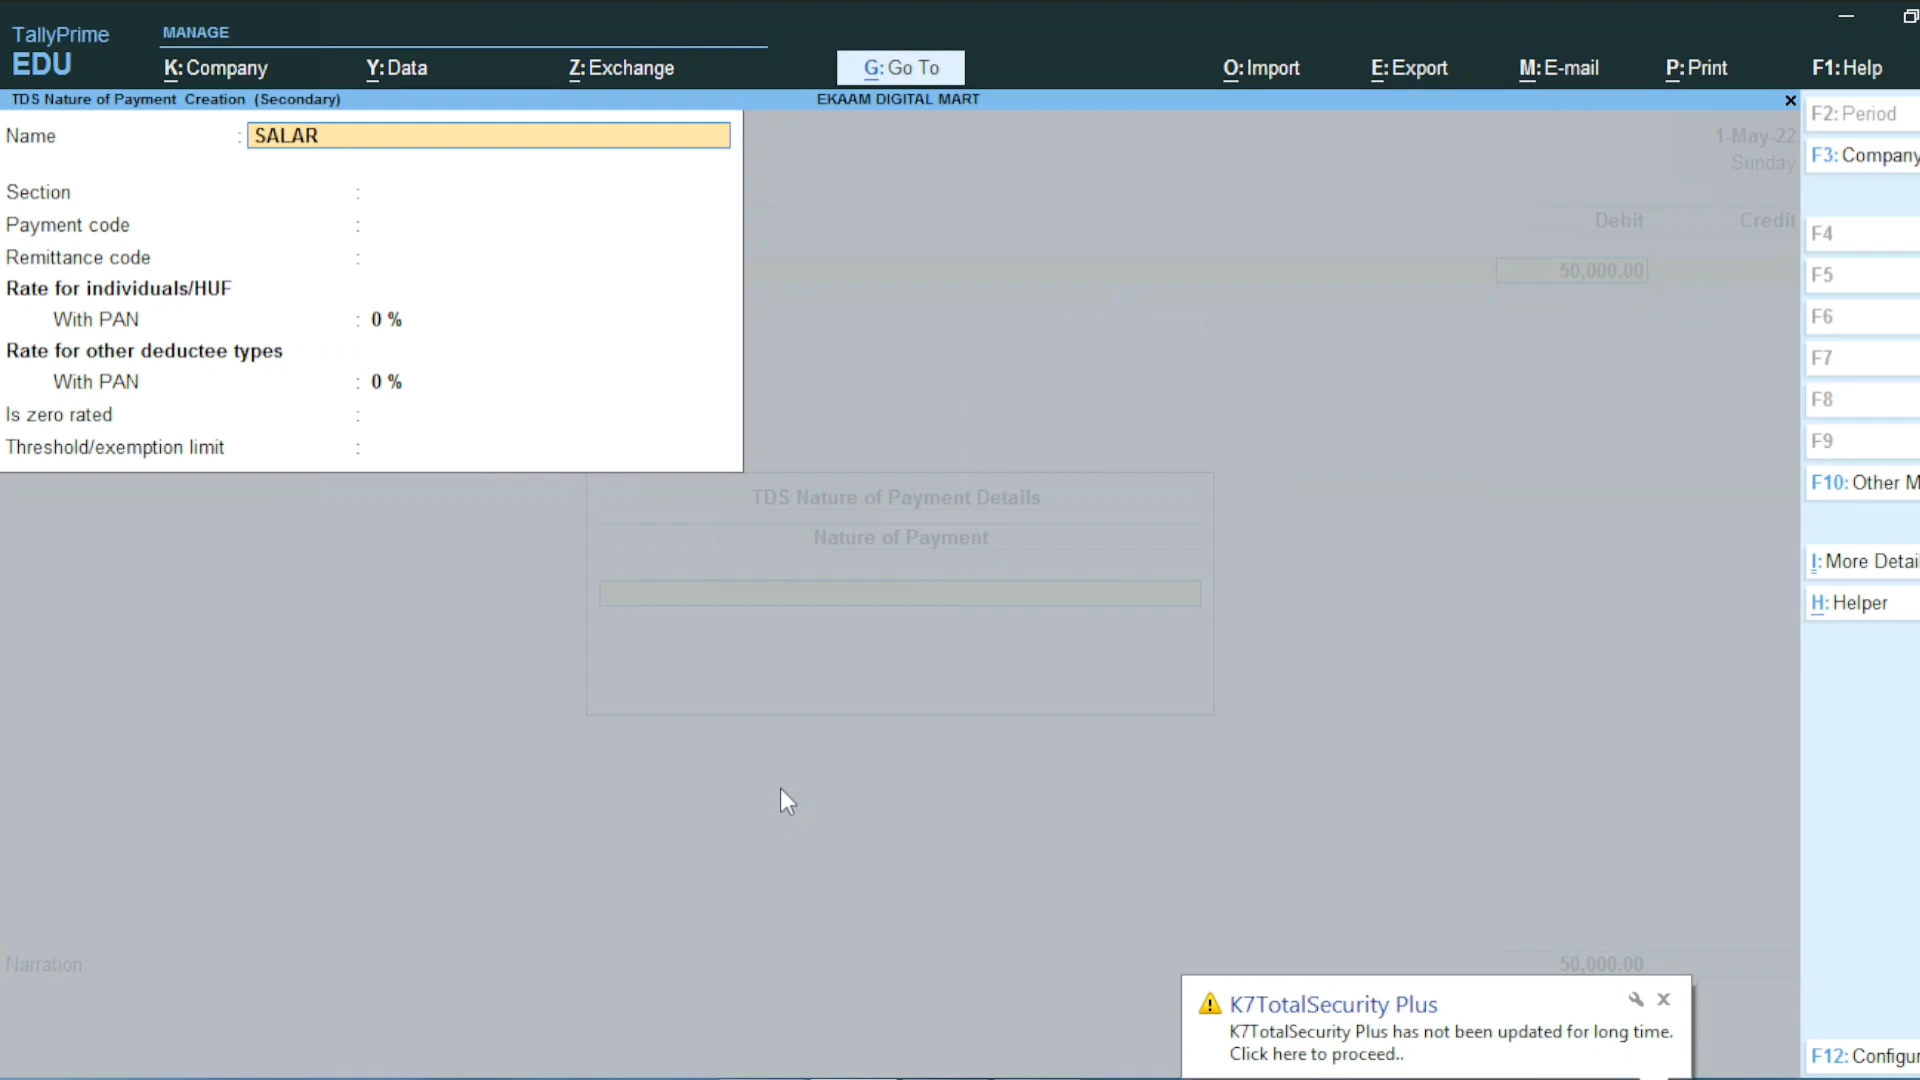 TallyPrime
EDU
MANAGE
K: Company
Y: Data
Z: Exchange
G: Go To
O: Import
E: Export
M: E-mail
P: Print
F1: Help
TDS Nature of Payment Creation (Secondary)
EKAAM DIGITAL MART
Name : SALAR
Section :
Payment code :
Remittance code :
Rate for individuals/HUF
With PAN : 0 %
Rate for other deductee types
With PAN : 0 %
Is zero rated :
Threshold/exemption limit :
1-May-22
Sunday
Debit Credit
50,000.00
TDS Nature of Payment Details
Nature of Payment
Narration:
50,000.00
F2: Period
F3: Company
F4
F5
F6
F7
F8
F9
F10: Other M
I: More Detai
H: Helper
F12: Configur
K7TotalSecurity Plus
K7TotalSecurity Plus has not been updated for long time.
Click here to proceed..